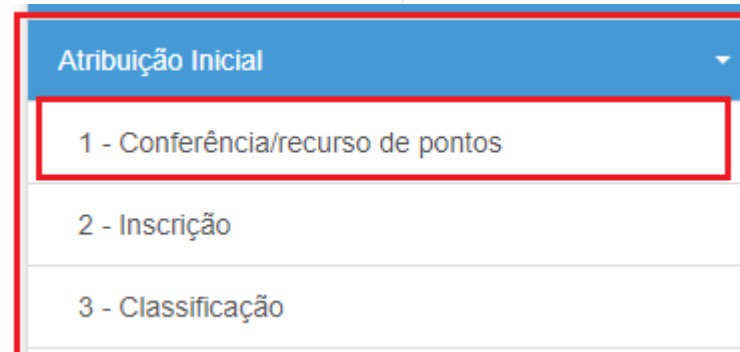 Atribuição Inicial
1 - Conferência/recurso de pontos
2 - Inscrição
3 - Classificação